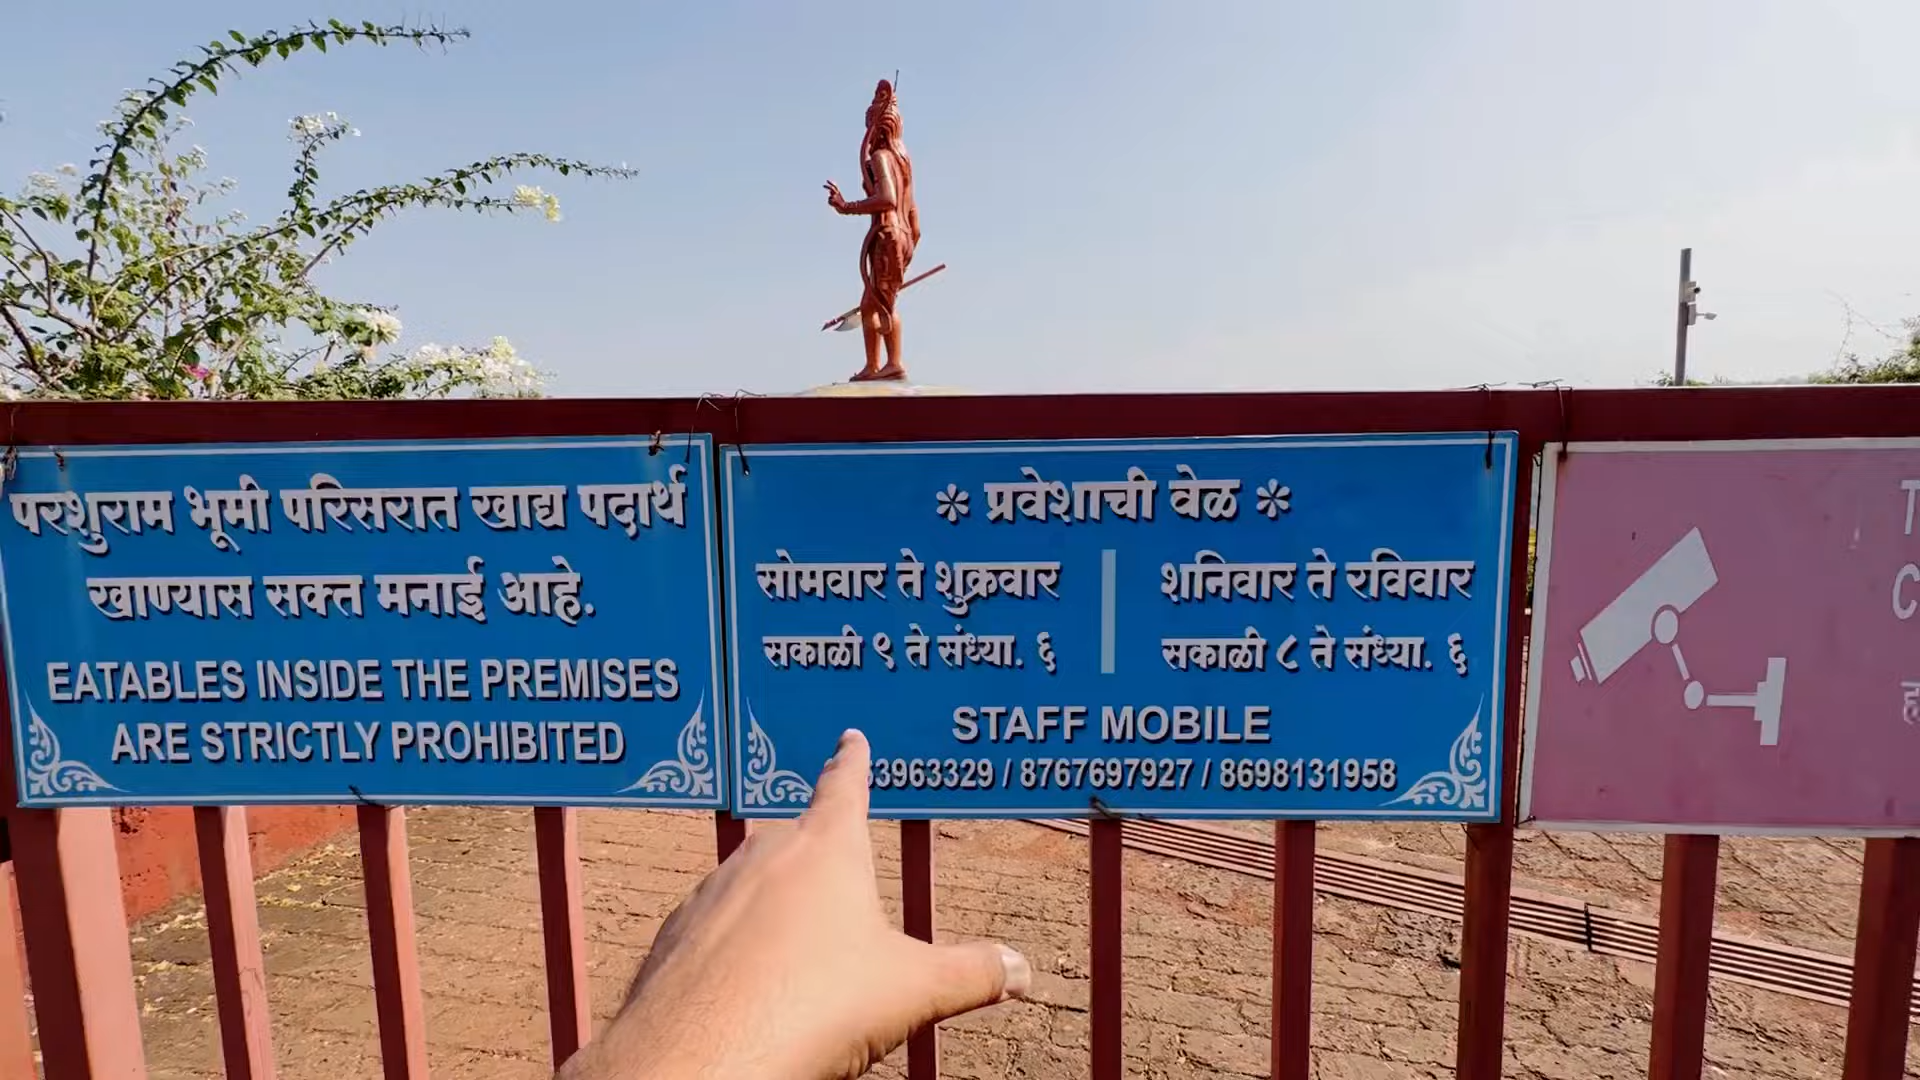 परशुराम भूमी परिसरात खाद्य पदार्थ
खाण्यास सक्त मनाई आहे.
EATABLES INSIDE THE PREMISES
ARE STRICTLY PROHIBITED
* प्रवेशाची वेळ *
सोमवार ते शुक्रवार
सकाळी ९ ते संध्या. ६
शनिवार ते रविवार
सकाळी ८ ते संध्या. ६
STAFF MOBILE
/ 8767697927 / 8698131958